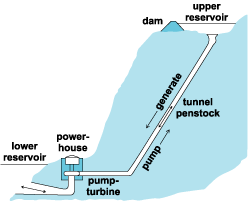 upper
reservoir
dam
generate
tunnel
penstock
pump
power-
house
lower
reservoir
pump-
turbine